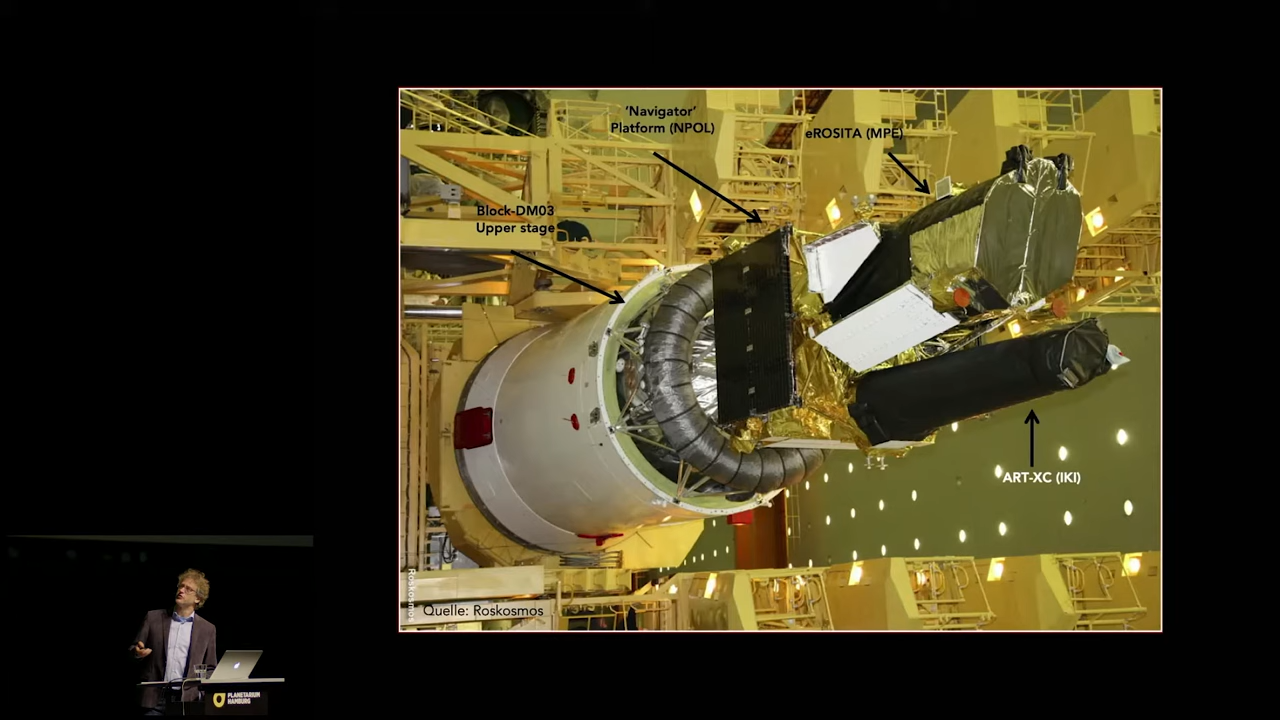 'Navigator'
Platform (NPOL)
eROSITA (MPE)
Block-DM03
Upper stage
ART-XC (IKI)
Roskosmos
Quelle: Roskosmos
PLANETARIUM
HAMBURG